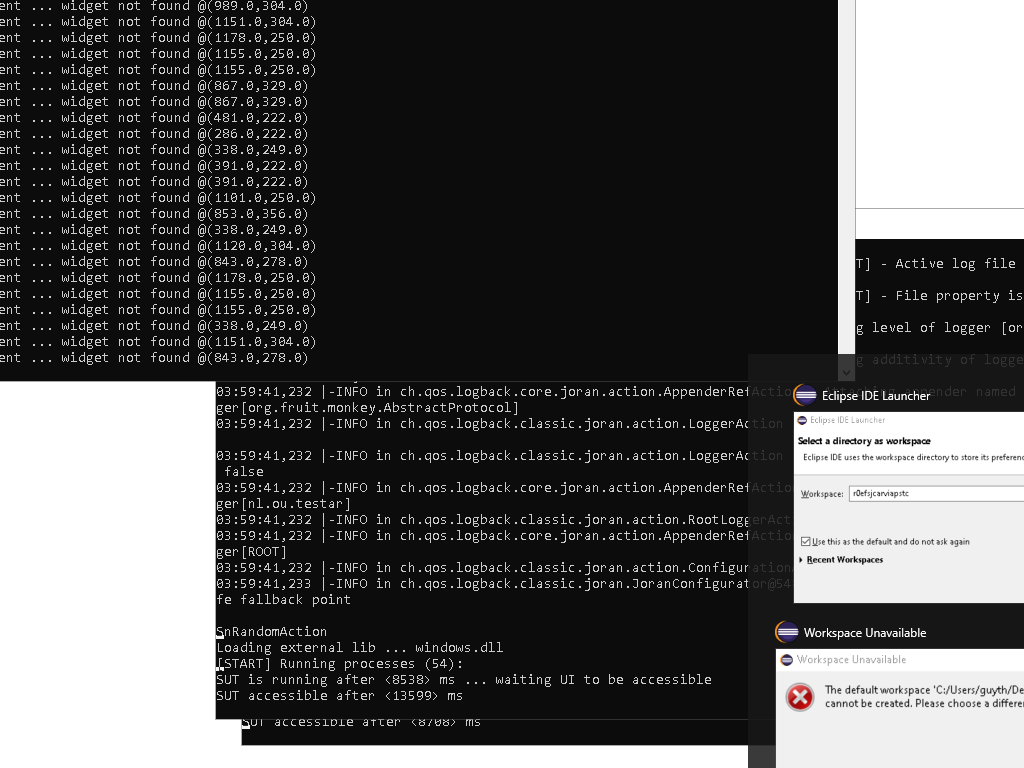 ent ... widget not found @(989.0,304.0)
ent ... widget not found @(1151.0,304.0)
ent ... widget not found @(1178.0,250.0)
ent ... widget not found @(1155.0,250.0)
ent ... widget not found @(1155.0,250.0)
ent ... widget not found @(867.0,329.0)
ent ... widget not found @(867.0,329.0)
ent ... widget not found @(481.0,222.0)
ent ... widget not found @(286.0,222.0)
ent ... widget not found @(338.0,249.0)
ent ... widget not found @(391.0,222.0)
ent ... widget not found @(391.0,222.0)
ent ... widget not found @(1101.0,250.0)
ent ... widget not found @(853.0,356.0)
ent ... widget not found @(338.0,249.0)
ent ... widget not found @(1120.0,304.0)
ent ... widget not found @(843.0,278.0)
ent ... widget not found @(1178.0,250.0)
ent ... widget not found @(1155.0,250.0)
ent ... widget not found @(1155.0,250.0)
ent ... widget not found @(338.0,249.0)
ent ... widget not found @(1151.0,304.0)
ent ... widget not found @(843.0,278.0)
T] - Active log file
T] - File property is
g level of logger [or
g additivity of logge
03:59:41,232 |-INFO in ch.qos.logback.core.joran.action.AppenderRefAction - Attaching appender named
ger[org.fruit.monkey.AbstractProtocol]
03:59:41,232 |-INFO in ch.qos.logback.classic.joran.action.LoggerAction
03:59:41,232 |-INFO in ch.qos.logback.classic.joran.action.LoggerAction
false
03:59:41,232 |-INFO in ch.qos.logback.core.joran.action.AppenderRefActio
ger[nl.ou.testar]
03:59:41,232 |-INFO in ch.qos.logback.classic.joran.action.RootLoggerAct
03:59:41,232 |-INFO in ch.qos.logback.core.joran.action.AppenderRefActio
ger[ROOT]
03:59:41,232 |-INFO in ch.qos.logback.classic.joran.action.Configuration
03:59:41,233 |-INFO in ch.qos.logback.classic.joran.JoranConfigurator@54
fe fallback point
SnRandomAction
Loading external lib ... windows.dll
[START] Running processes (54):
SUT is running after <8538> ms ... waiting UI to be accessible
SUT accessible after <13599> ms
SUT accessible after <8708> ms
Eclipse IDE Launcher
Eclipse IDE Launcher
Select a directory as workspace
Eclipse IDE uses the workspace directory to store its preferenc
Workspace: r0efsjcarviapstc
Use this as the default and do not ask again
Recent Workspaces
Workspace Unavailable
Workspace Unavailable
The default workspace 'C:/Users/guyth/De
cannot be created. Please choose a differe